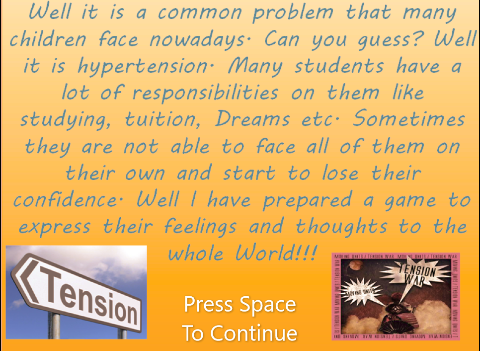 Well it is a common problem that many
children face nowadays. Can you guess? Well
it is hypertension. Many students have a
lot of responsibilities on them like
studying, tuition, Dreams etc. Sometimes
they are not able to face all of them on
their own and start to lose their
confidence. Well I have prepared a game to
express their feelings and thoughts to the
whole World!!!
Tension
TENSION
WAR
Press Space
To Continue